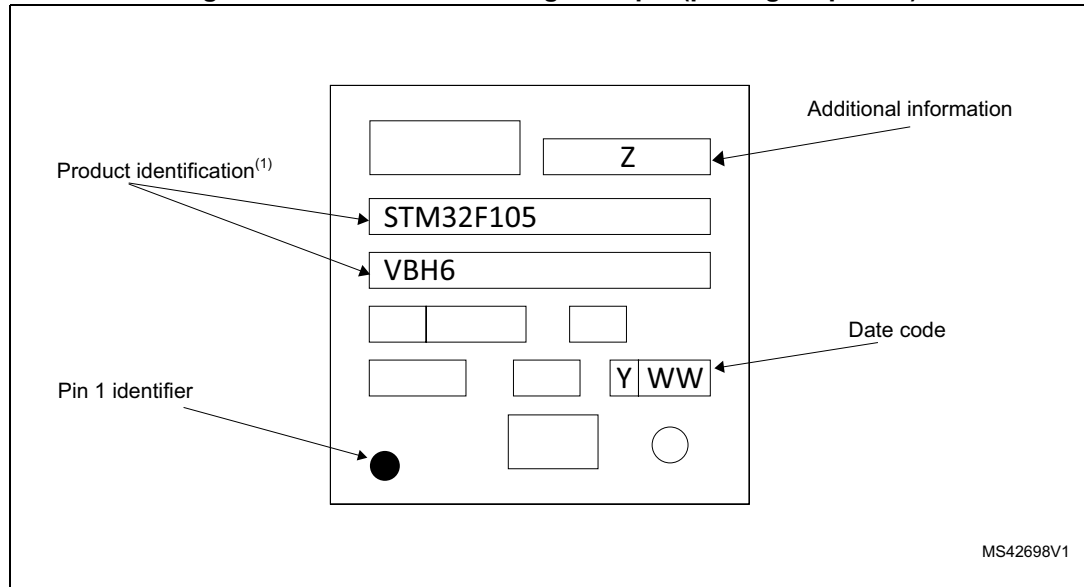 Additional information
Z
Product identification(1)
STM32F105
VBH6
Date code
Y WW
Pin 1 identifier
MS42698V1